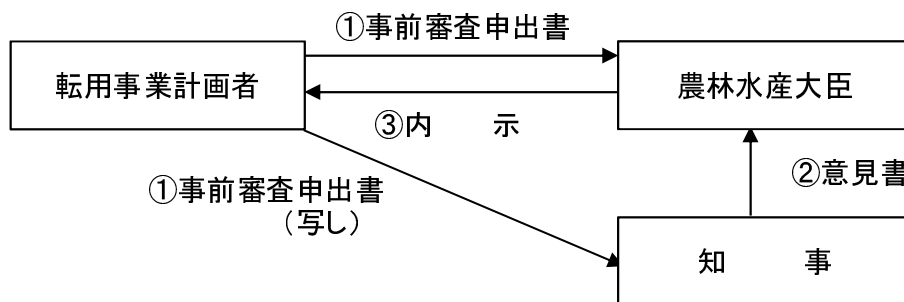 ①事前審査申出書
転用事業計画者
農林水産大臣
③内　　示
①事前審査申出書
（写し）
②意見書
知　　事